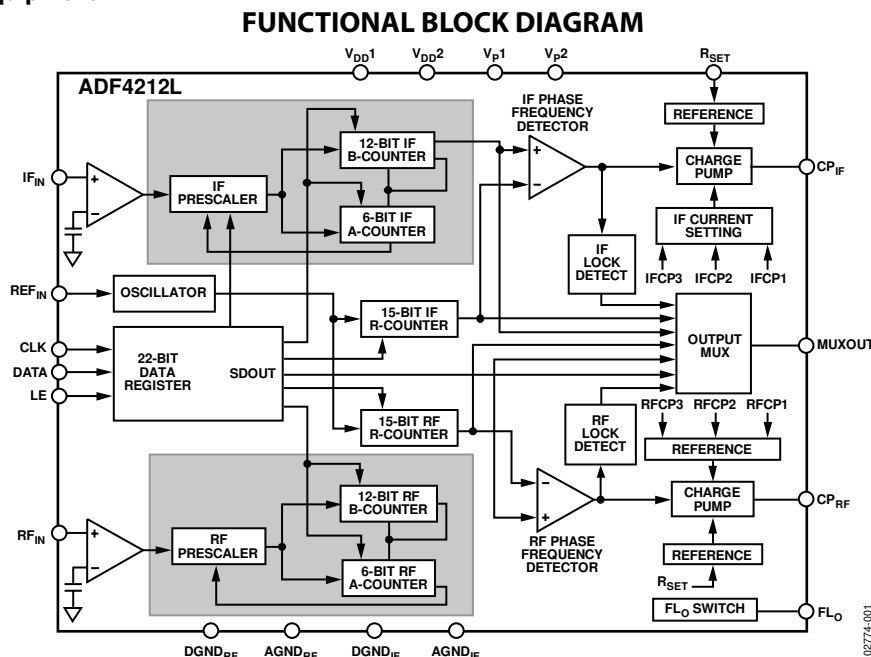 FUNCTIONAL BLOCK DIAGRAM
VDD1
VDD2
VP1
VP2
RSET
ADF4212L
IF PHASE
FREQUENCY
DETECTOR
REFERENCE
12-BIT IF
B-COUNTER
+
−
CHARGE
PUMP
CPIF
IFIN
+
−
IF
PRESCALER
6-BIT IF
A-COUNTER
IF CURRENT
SETTING
IF
LOCK
DETECT
IFCP3
IFCP2
IFCP1
REFIN
OSCILLATOR
15-BIT IF
R-COUNTER
OUTPUT
MUX
MUXOUT
CLK
DATA
LE
22-BIT
DATA
REGISTER
SDOUT
15-BIT RF
R-COUNTER
RF
LOCK
DETECT
RFCP3
RFCP2
RFCP1
REFERENCE
12-BIT RF
B-COUNTER
−
+
CHARGE
PUMP
CPRF
RFIN
+
−
RF
PRESCALER
6-BIT RF
A-COUNTER
RF PHASE
FREQUENCY
DETECTOR
REFERENCE
RSET
FLO SWITCH
FLO
DGNDRF
AGNDRF
DGNDIF
AGNDIF
02774-001